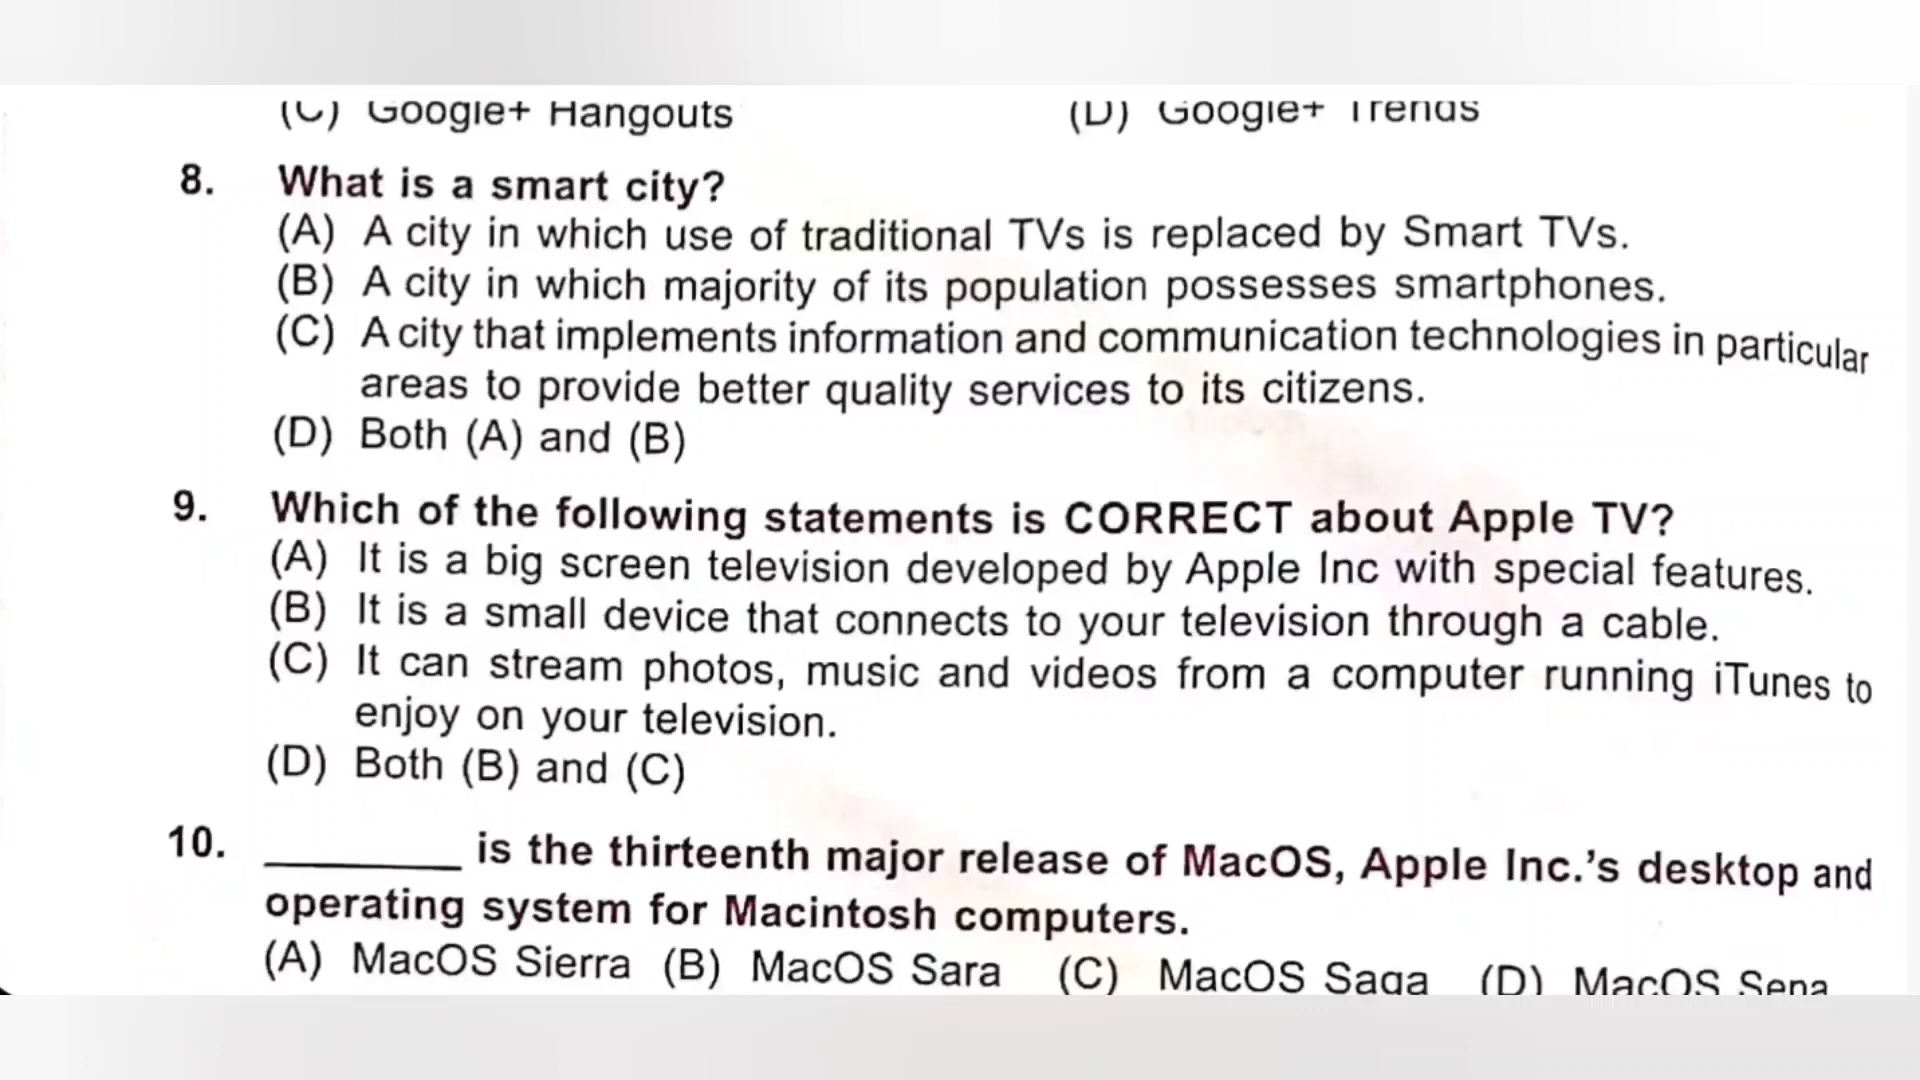 (C) Google+ Hangouts (D) Google+ Trends
8. What is a smart city?
(A) A city in which use of traditional TVs is replaced by Smart TVs.
(B) A city in which majority of its population possesses smartphones.
(C) A city that implements information and communication technologies in particular
areas to provide better quality services to its citizens.
(D) Both (A) and (B)
9. Which of the following statements is CORRECT about Apple TV?
(A) It is a big screen television developed by Apple Inc with special features.
(B) It is a small device that connects to your television through a cable.
(C) It can stream photos, music and videos from a computer running iTunes to
enjoy on your television.
(D) Both (B) and (C)
10. ________ is the thirteenth major release of MacOS, Apple Inc.'s desktop and
operating system for Macintosh computers.
(A) MacOS Sierra (B) MacOS Sara (C) MacOS Saga (D) MacOS Sena